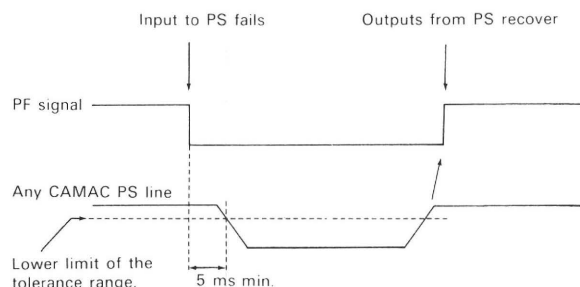 Input to PS fails
Outputs from PS recover
PF signal
Any CAMAC PS line
Lower limit of the
tolerance range.
5 ms min.